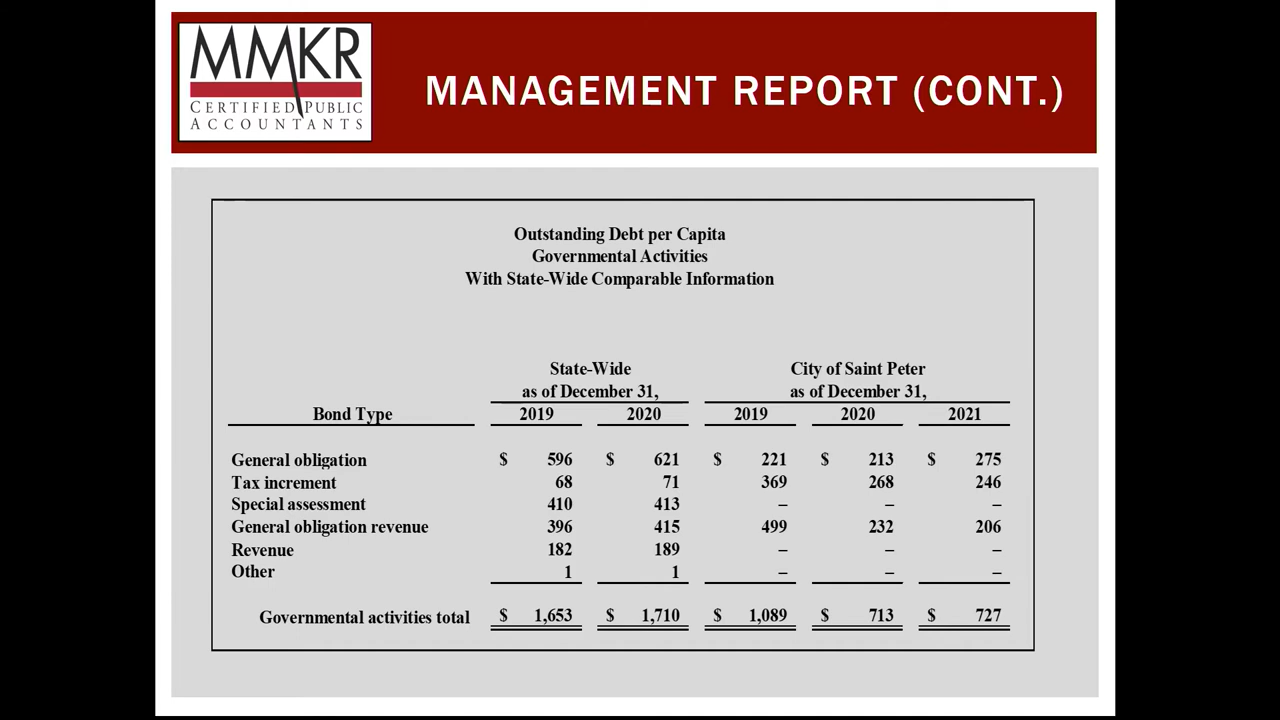 MMKR
CERTIFIED PUBLIC
ACCOUNTANTS
MANAGEMENT REPORT (CONT.)
Outstanding Debt per Capita
Governmental Activities
With State-Wide Comparable Information
State-Wide City of Saint Peter
as of December 31, as of December 31,
Bond Type 2019 2020 2019 2020 2021
General obligation $ 596 $ 621 $ 221 $ 213 $ 275
Tax increment 68 71 369 268 246
Special assessment 410 413 – – –
General obligation revenue 396 415 499 232 206
Revenue 182 189 – – –
Other 1 1 – – –
Governmental activities total $ 1,653 $ 1,710 $ 1,089 $ 713 $ 727